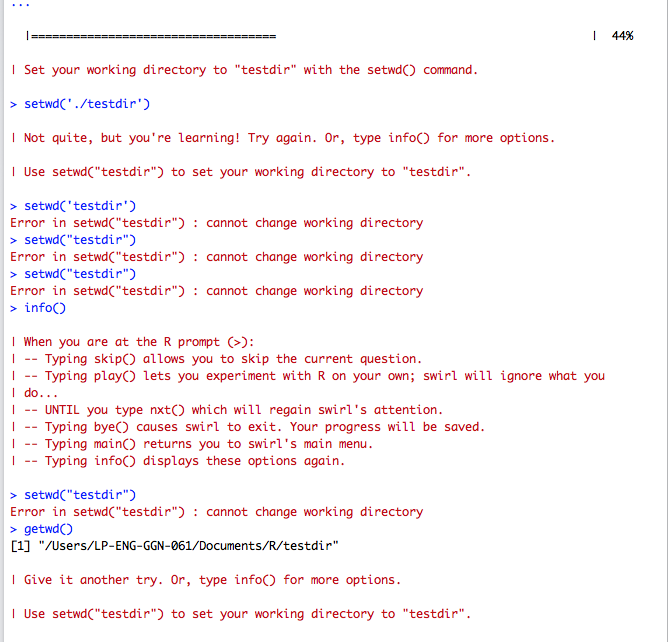 ...
|===================================                                             |  44%
| Set your working directory to "testdir" with the setwd() command.
> setwd('./testdir')
| Not quite, but you're learning! Try again. Or, type info() for more options.
| Use setwd("testdir") to set your working directory to "testdir".
> setwd('testdir')
Error in setwd("testdir") : cannot change working directory
> setwd("testdir")
Error in setwd("testdir") : cannot change working directory
> setwd("testdir")
Error in setwd("testdir") : cannot change working directory
> info()
| When you are at the R prompt (>):
| -- Typing skip() allows you to skip the current question.
| -- Typing play() lets you experiment with R on your own; swirl will ignore what you
| do...
| -- UNTIL you type nxt() which will regain swirl's attention.
| -- Typing bye() causes swirl to exit. Your progress will be saved.
| -- Typing main() returns you to swirl's main menu.
| -- Typing info() displays these options again.
> setwd("testdir")
Error in setwd("testdir") : cannot change working directory
> getwd()
[1] "/Users/LP-ENG-GGN-061/Documents/R/testdir"
| Give it another try. Or, type info() for more options.
| Use setwd("testdir") to set your working directory to "testdir".